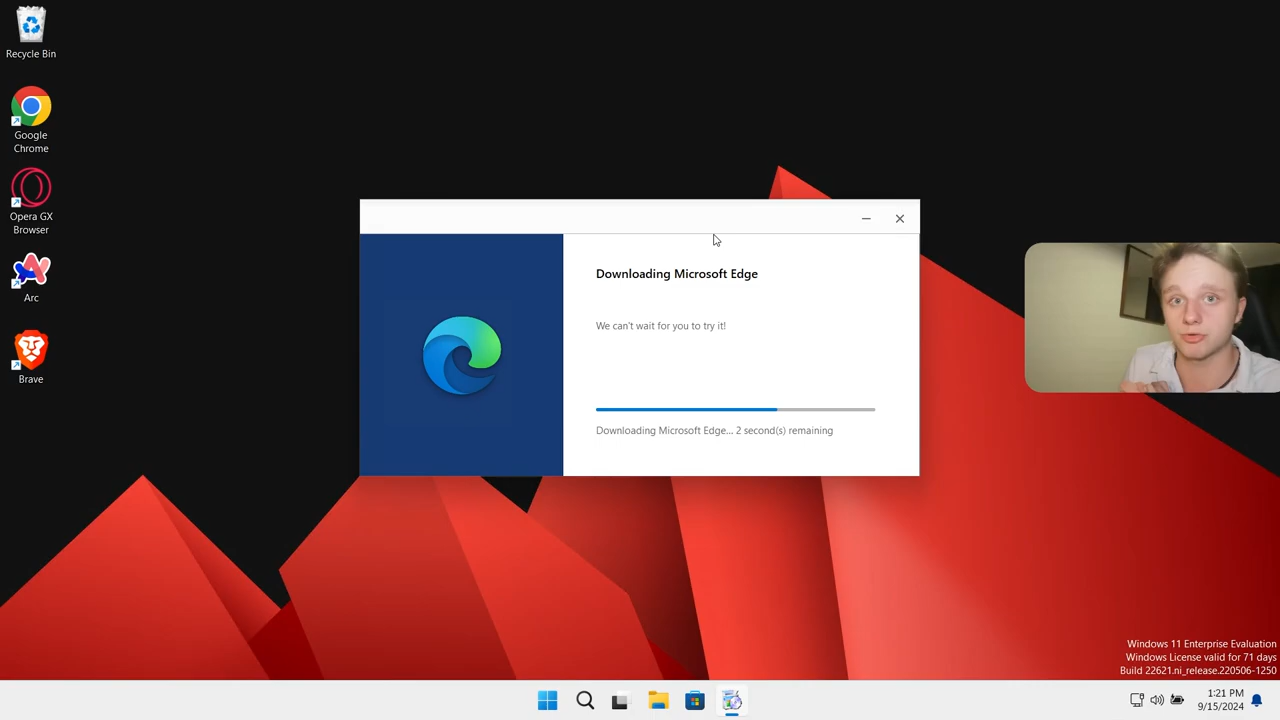 Recycle Bin
Google
Chrome
Opera GX
Browser
Arc
Brave
Downloading Microsoft Edge
We can't wait for you to try it!
Downloading Microsoft Edge... 2 second(s) remaining
Windows 11 Enterprise Evaluation
Windows License valid for 71 days
Build 22621.ni_release.220506-1250
1:21 PM
9/15/2024